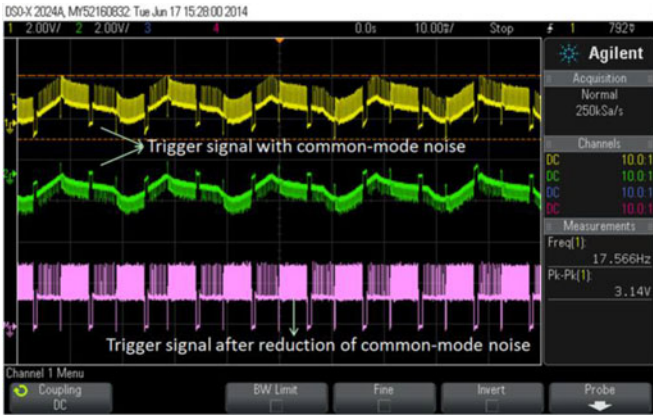 DSO-X 2024A, MY52160832: Tue Jun 17 15:28:00 2014
1 2.00V/ 2 2.00V/ 3 4 0.0s 10.00s/ Stop 1 792
Agilent
Acquisition
Normal
250kSa/s
Channels
DC 10.0:1
DC 10.0:1
DC 10.0:1
DC 10.0:1
Measurements
Freq(1):
17.566Hz
Pk-Pk(1):
3.14V
Trigger signal with common-mode noise
Trigger signal after reduction of common-mode noise
Channel 1 Menu
Coupling
DC
BW Limit
Fine
Invert
Probe